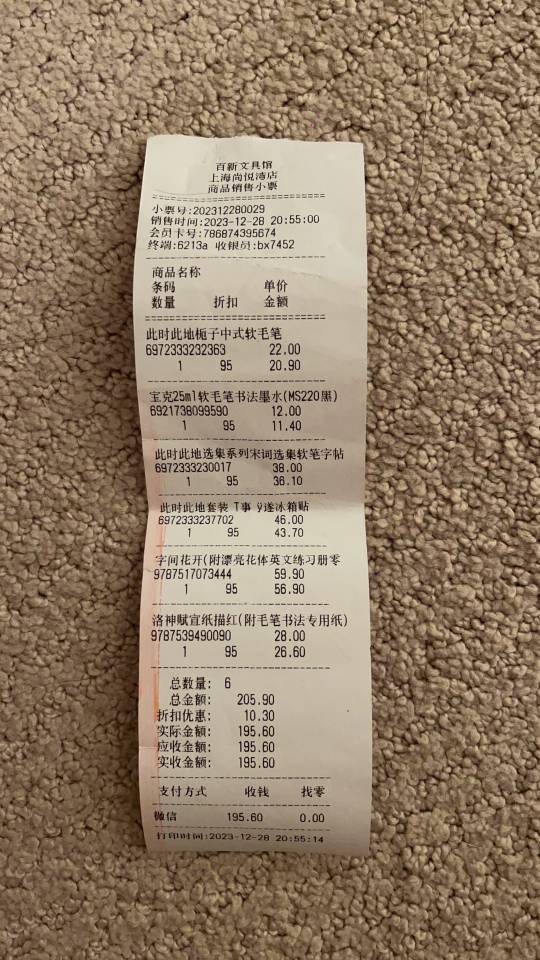 百新文具馆
上海尚悦湾店
商品销售小票
小票号:202312280029
销售时间:2023-12-28 20:55:00
会员卡号:786874395674
终端:6213a 收银员:bx7452
商品名称
条码 单价
数量 折扣 金额
此时此地栀子中式软毛笔
6972333232363 22.00
1 95 20.90
宝克25ml软毛笔书法墨水(MS220黑)
6921738099590 12.00
1 95 11.40
此时此地选集系列宋词选集软笔字帖
6972333230017 38.00
1 95 36.10
此时此地套装 事 遂冰箱贴
6972333237702 46.00
1 95 43.70
字间花开(附漂亮花体英文练习册零
9787517073444 59.90
1 95 56.90
洛神赋宣纸描红(附毛笔书法专用纸)
9787539490090 28.00
1 95 26.60
总数量: 6
总金额: 205.90
折扣优惠: 10.30
实际金额: 195.60
应收金额: 195.60
实收金额: 195.60
支付方式 收钱 找零
微信 195.60 0.00
打印时间:2023-12-28 20:55:14